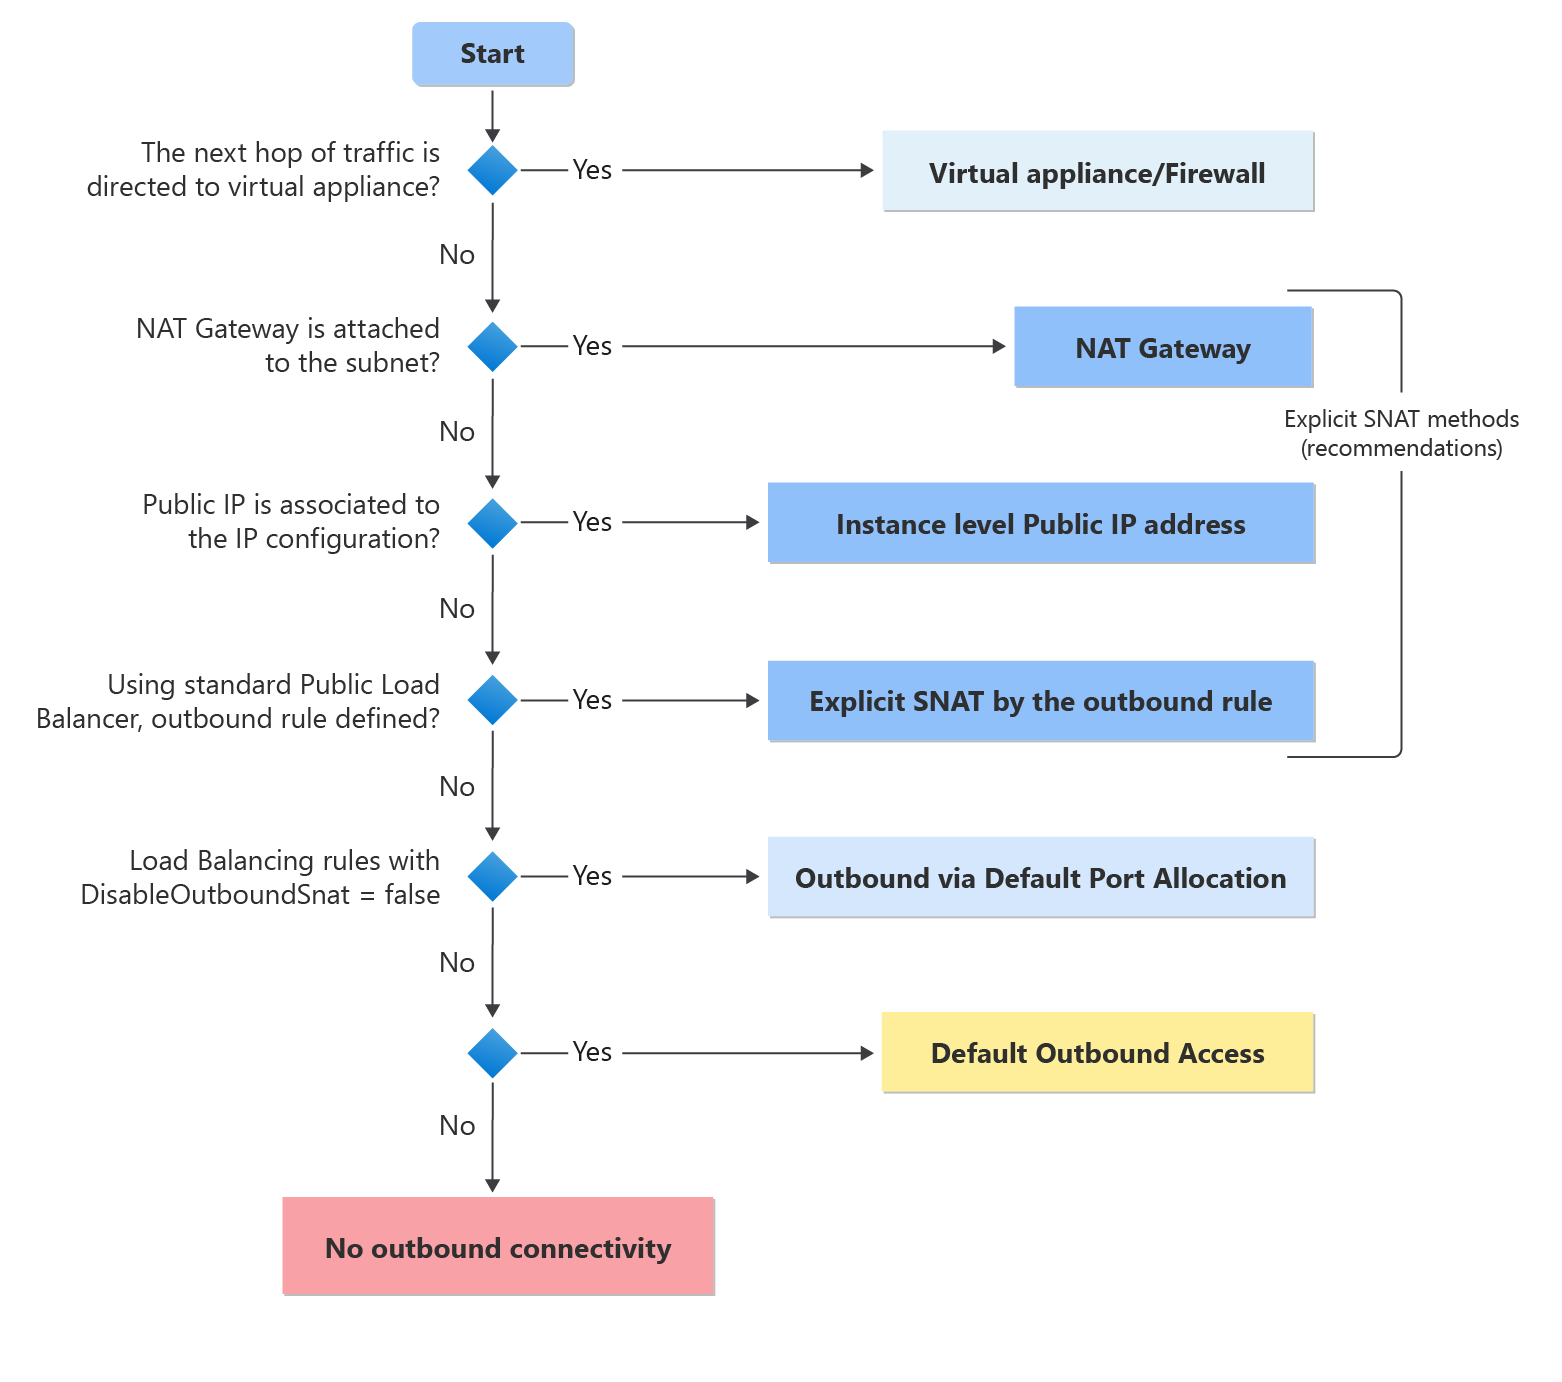 Start
The next hop of traffic is
directed to virtual appliance?
Yes
Virtual appliance/Firewall
No
NAT Gateway is attached
to the subnet?
Yes
NAT Gateway
Explicit SNAT methods
(recommendations)
No
Public IP is associated to
the IP configuration?
Yes
Instance level Public IP address
No
Using standard Public Load
Balancer, outbound rule defined?
Yes
Explicit SNAT by the outbound rule
No
Load Balancing rules with
DisableOutboundSnat = false
Yes
Outbound via Default Port Allocation
No
Yes
Default Outbound Access
No
No outbound connectivity